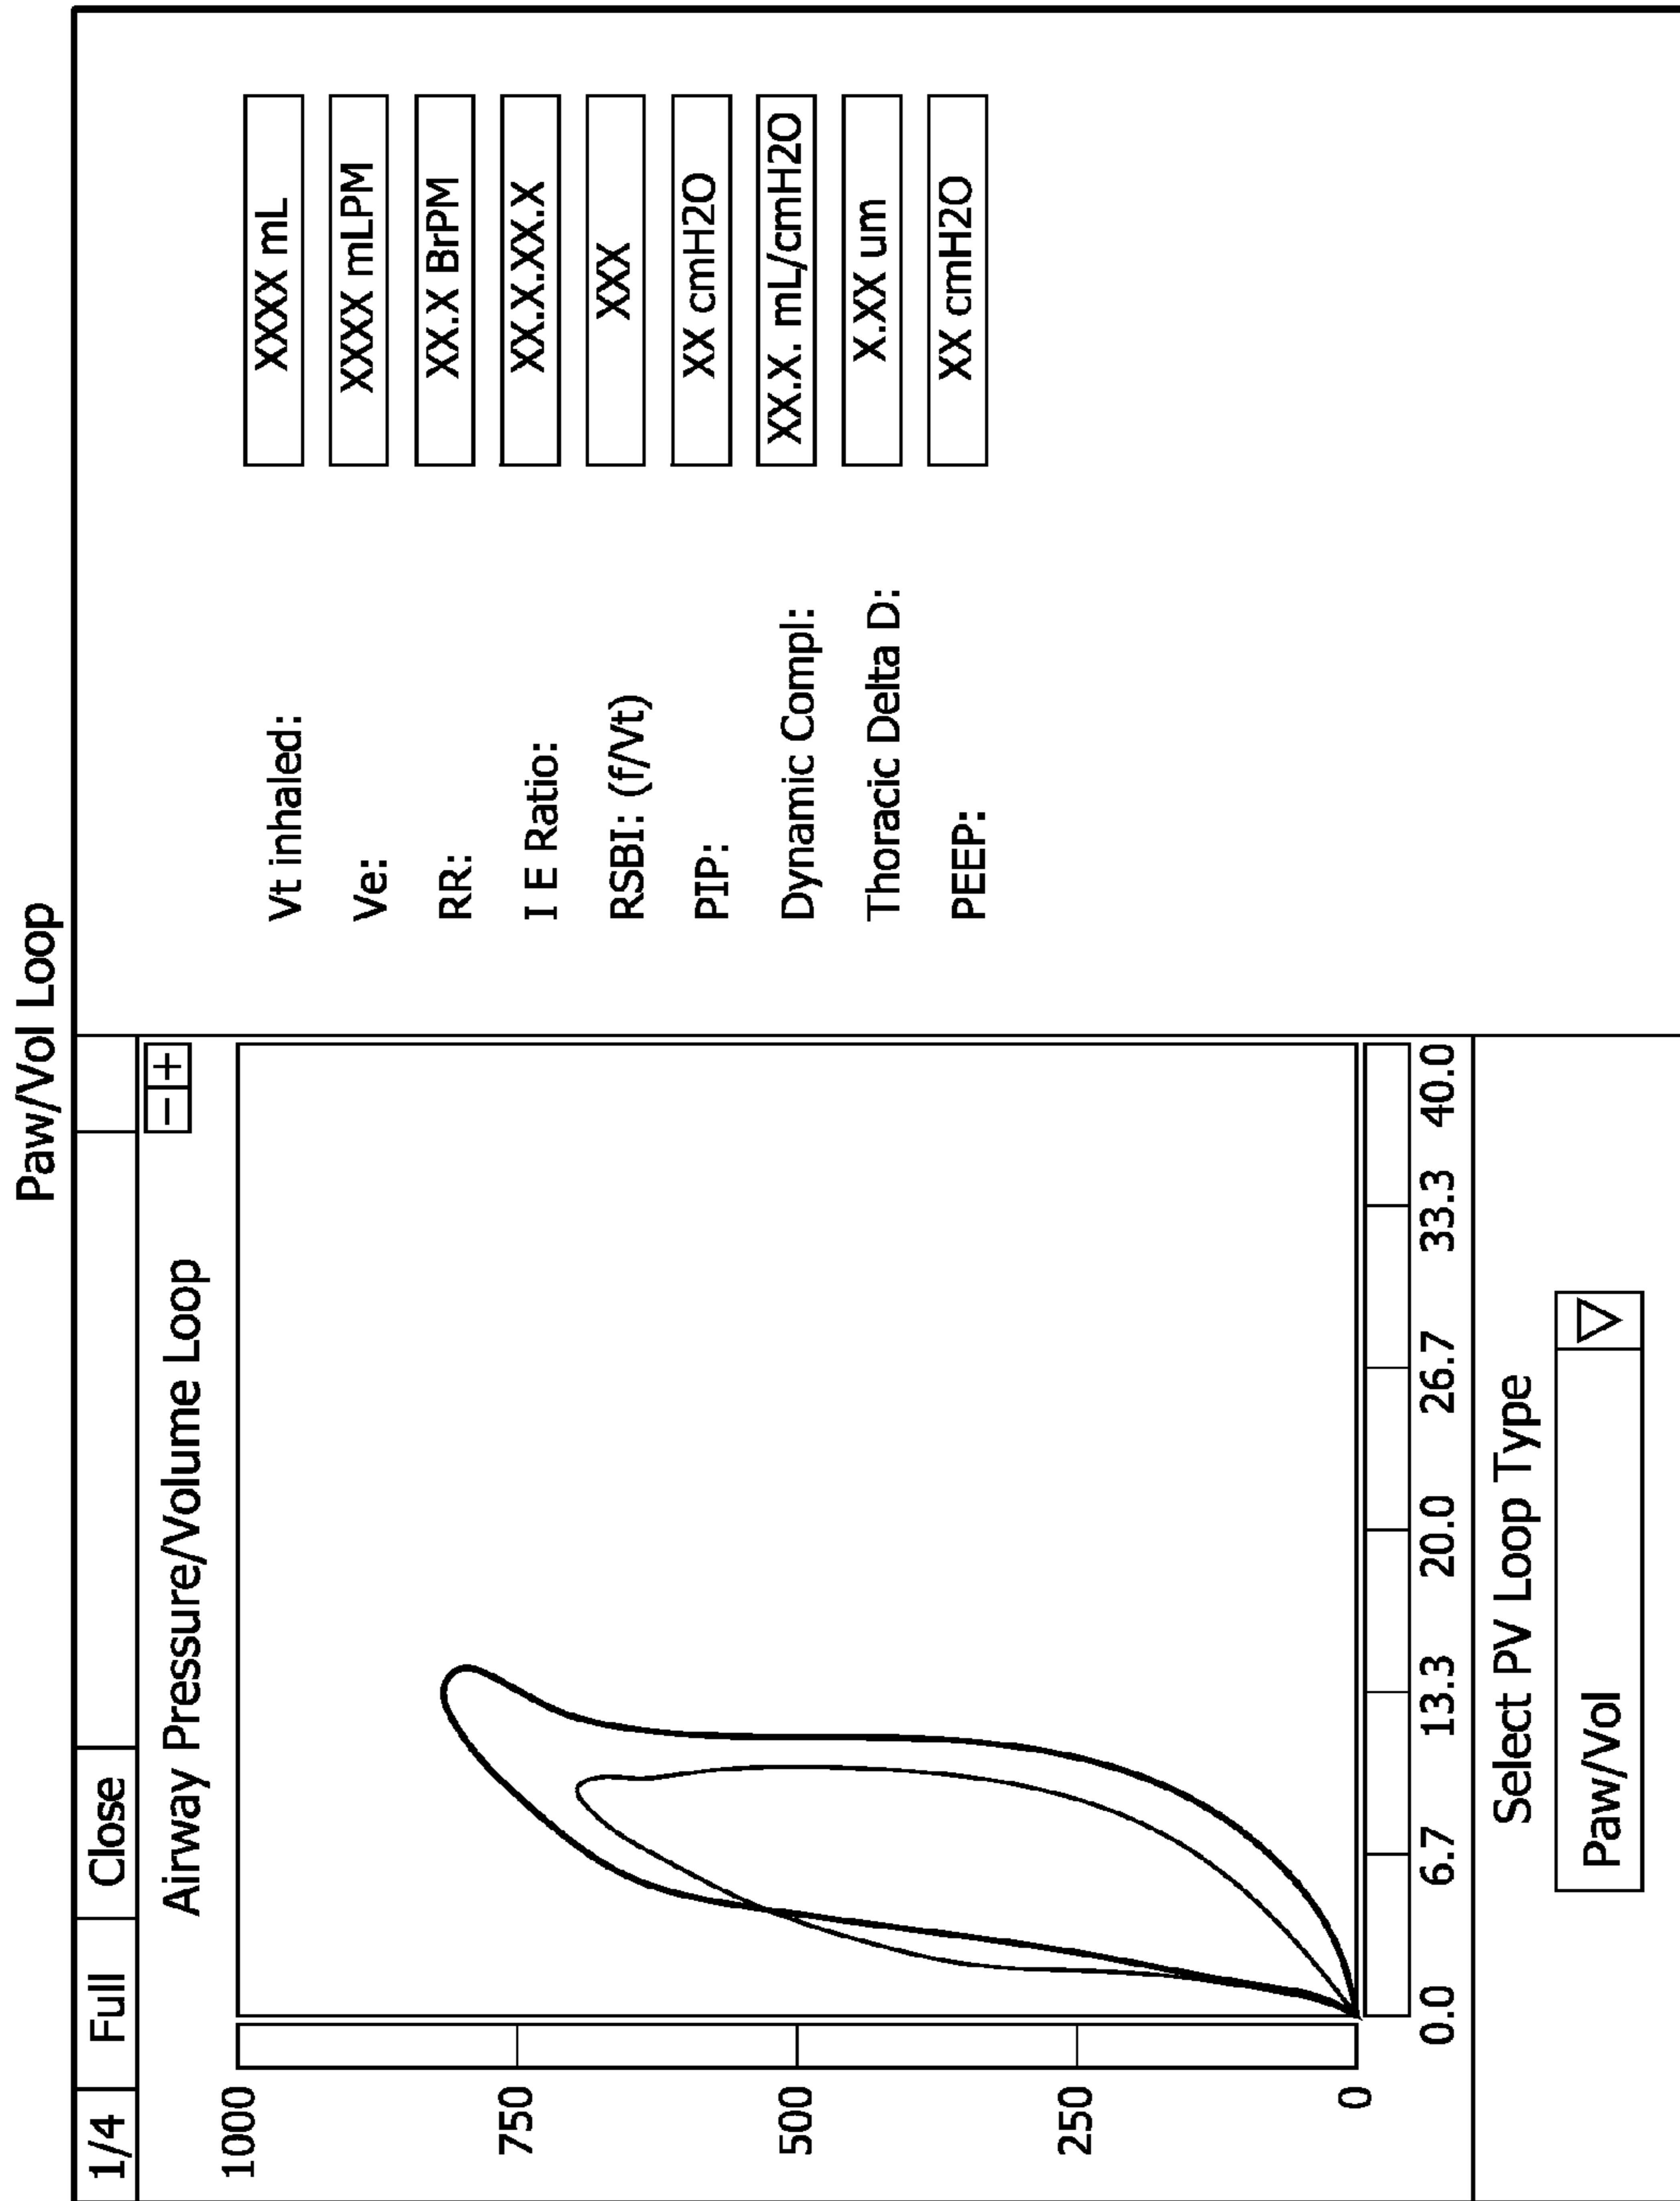 Paw/Vol Loop
1/4 Full Close
Airway Pressure/Volume Loop
− +
1000
750
500
250
0
0.0 6.7 13.3 20.0 26.7 33.3 40.0
Select PV Loop Type
Paw/Vol
Vt inhaled: XXXX mL
Ve: XXXX mLPM
RR: XX.X BrPM
I E Ratio: XX.X.XX.X
RSBI: (f/Vt) XXX
PIP: XX cmH2O
Dynamic Compl: XX.X. mL/cmH2O
Thoracic Delta D: X.XX um
PEEP: XX cmH2O